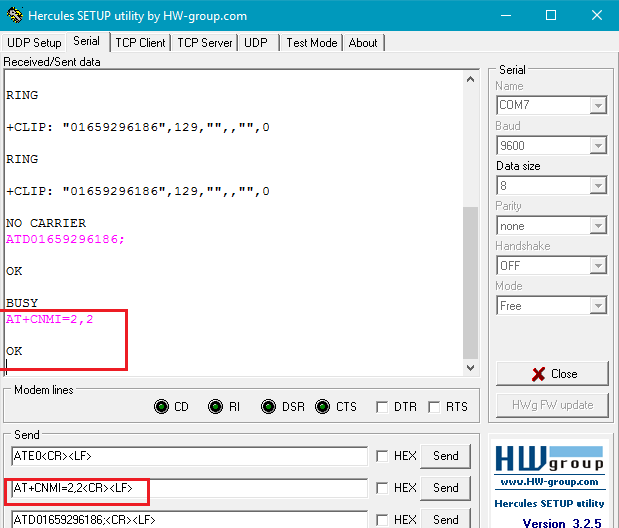 Hercules SETUP utility by HW-group.com
UDP Setup Serial TCP Client TCP Server UDP Test Mode About
Received/Sent data
RING
+CLIP: "01659296186",129,"",,"",0
RING
+CLIP: "01659296186",129,"",,"",0
NO CARRIER
ATD01659296186;
OK
BUSY
AT+CNMI=2,2
OK
Serial
Name
COM7
Baud
9600
Data size
8
Parity
none
Handshake
OFF
Mode
Free
Close
HWg FW update
Modem lines
CD RI DSR CTS DTR RTS
Send
ATE0<CR><LF> HEX Send
AT+CNMI=2,2<CR><LF> HEX Send
ATD01659296186;<CR><LF> HEX Send
HWgroup
www.HW-group.com
Hercules SETUP utility
Version 3.2.5